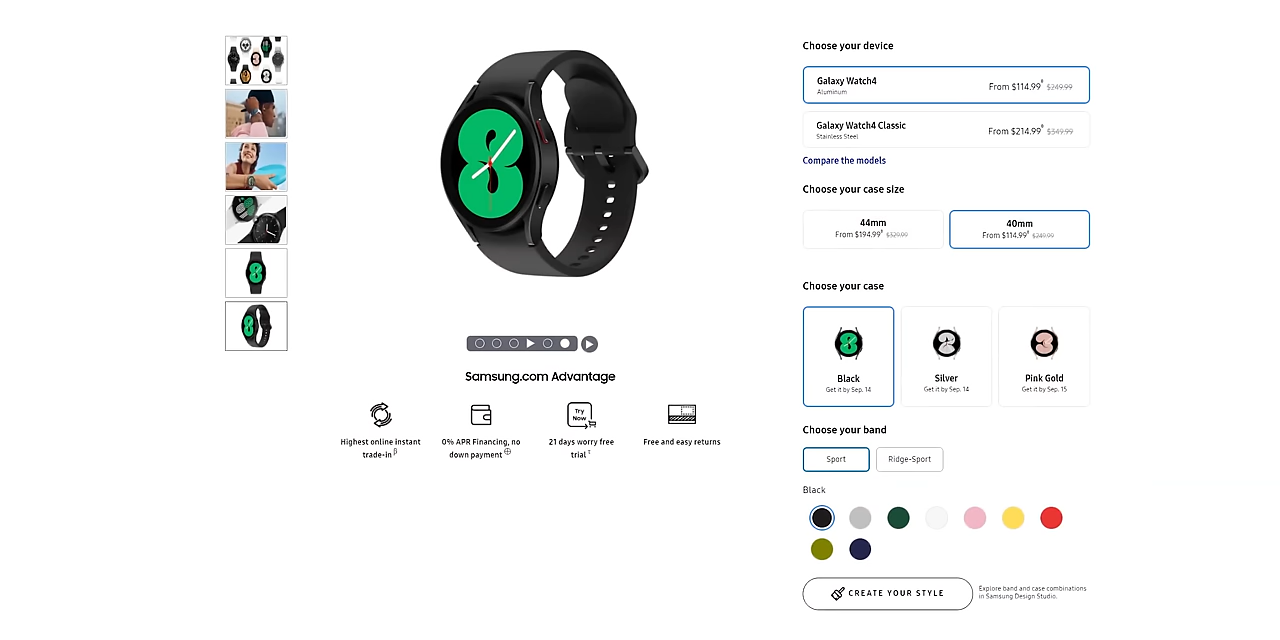 Choose your device
Galaxy Watch4
Aluminum
From $114.99 $249.99
Galaxy Watch4 Classic
Stainless Steel
From $214.99 $349.99
Compare the models
Choose your case size
44mm
From $194.99 $329.99
40mm
From $114.99 $249.99
Choose your case
Black
Get it by Sep. 14
Silver
Get it by Sep. 14
Pink Gold
Get it by Sep. 15
Choose your band
Sport
Ridge-Sport
Black
CREATE YOUR STYLE
Explore band and case combinations
in Samsung Design Studio.
Samsung.com Advantage
Highest online instant
trade-in β
0% APR Financing, no
down payment ⊕
Try
Now
21 days worry free
trial τ
Free and easy returns